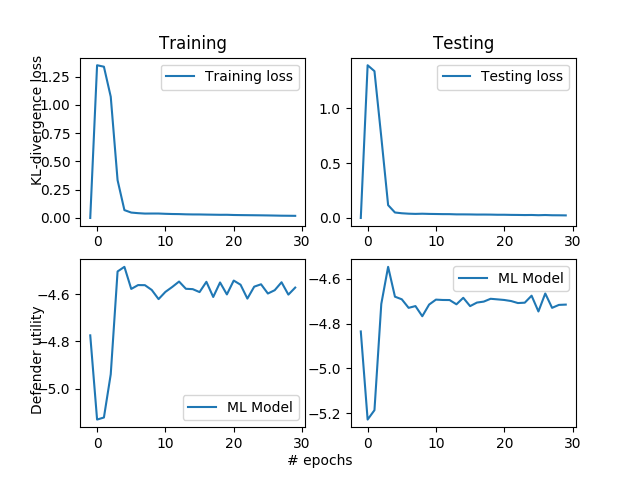 Training
Testing
KL-divergence loss
1.25
1.00
0.75
0.50
0.25
0.00
Training loss
0 10 20 30
1.0
0.5
0.0
Testing loss
0 10 20 30
Defender utility
−4.6
−4.8
−5.0
ML Model
0 10 20 30
−4.6
−4.8
−5.0
−5.2
ML Model
0 10 20 30
# epochs